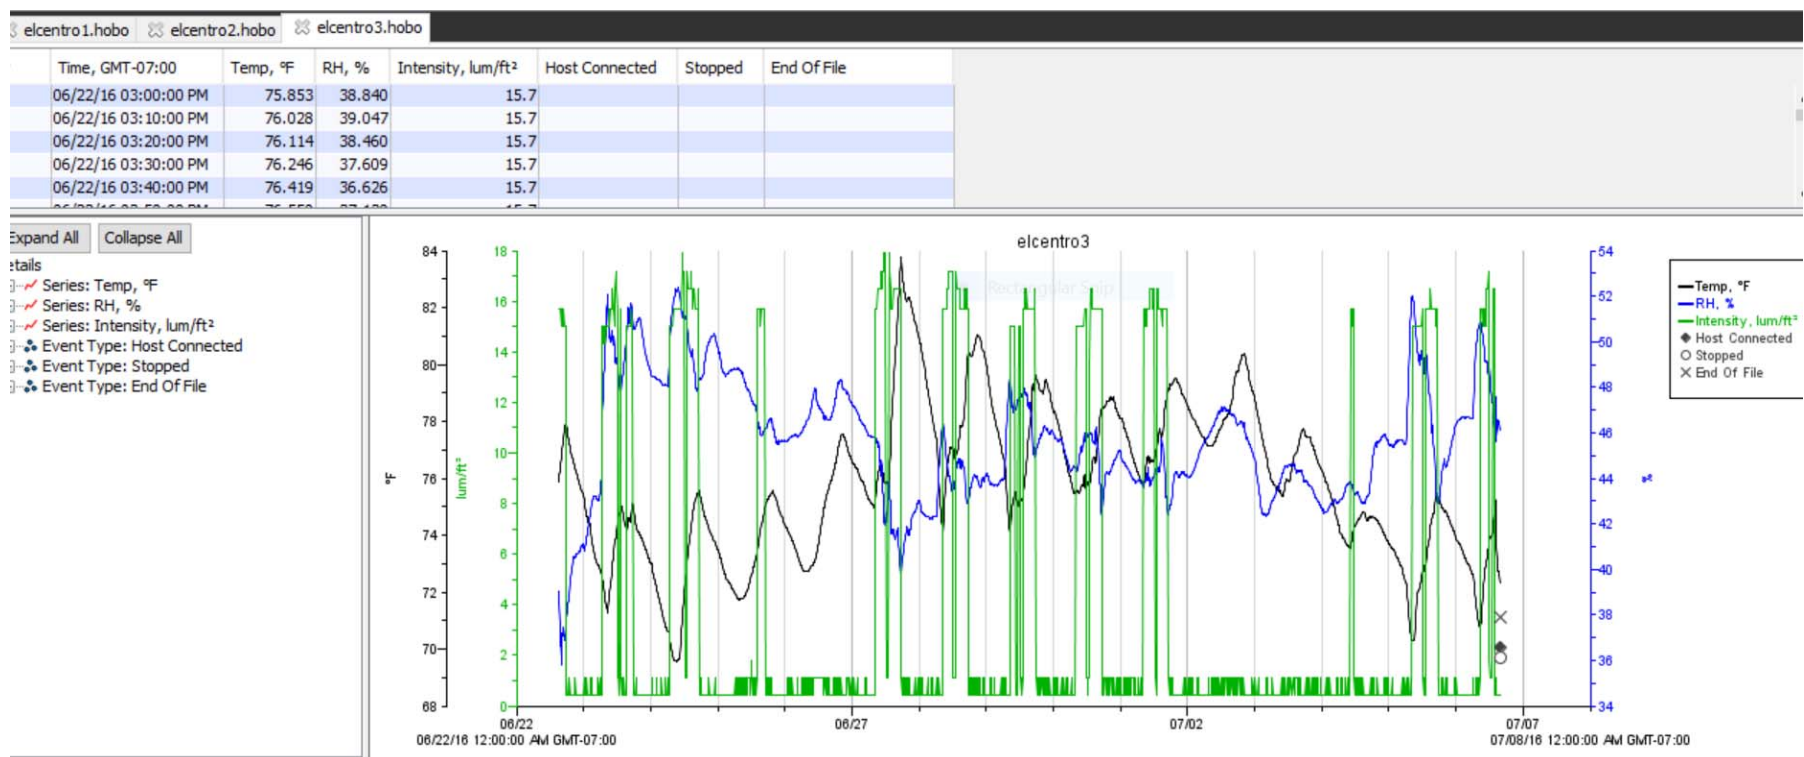 elcentro1.hobo elcentro2.hobo elcentro3.hobo
Time, GMT-07:00 Temp, °F RH, % Intensity, lum/ft² Host Connected Stopped End Of File
06/22/16 03:00:00 PM 75.853 38.840 15.7
06/22/16 03:10:00 PM 76.028 39.047 15.7
06/22/16 03:20:00 PM 76.114 38.460 15.7
06/22/16 03:30:00 PM 76.246 37.609 15.7
06/22/16 03:40:00 PM 76.419 36.626 15.7
Expand All Collapse All
Series: Temp, °F
Series: RH, %
Series: Intensity, lum/ft²
Event Type: Host Connected
Event Type: Stopped
Event Type: End Of File
elcentro3
Rectangular Snip
84 82 80 78 76 74 72 70 68
°F
18 16 14 12 10 8 6 4 2 0
lum/ft²
54 52 50 48 46 44 42 40 38 36 34
Temp, °F
RH, %
Intensity, lum/ft²
Host Connected
Stopped
End Of File
06/22 06/27 07/02 07/07
06/22/16 12:00:00 AM GMT-07:00 07/08/16 12:00:00 AM GMT-07:00